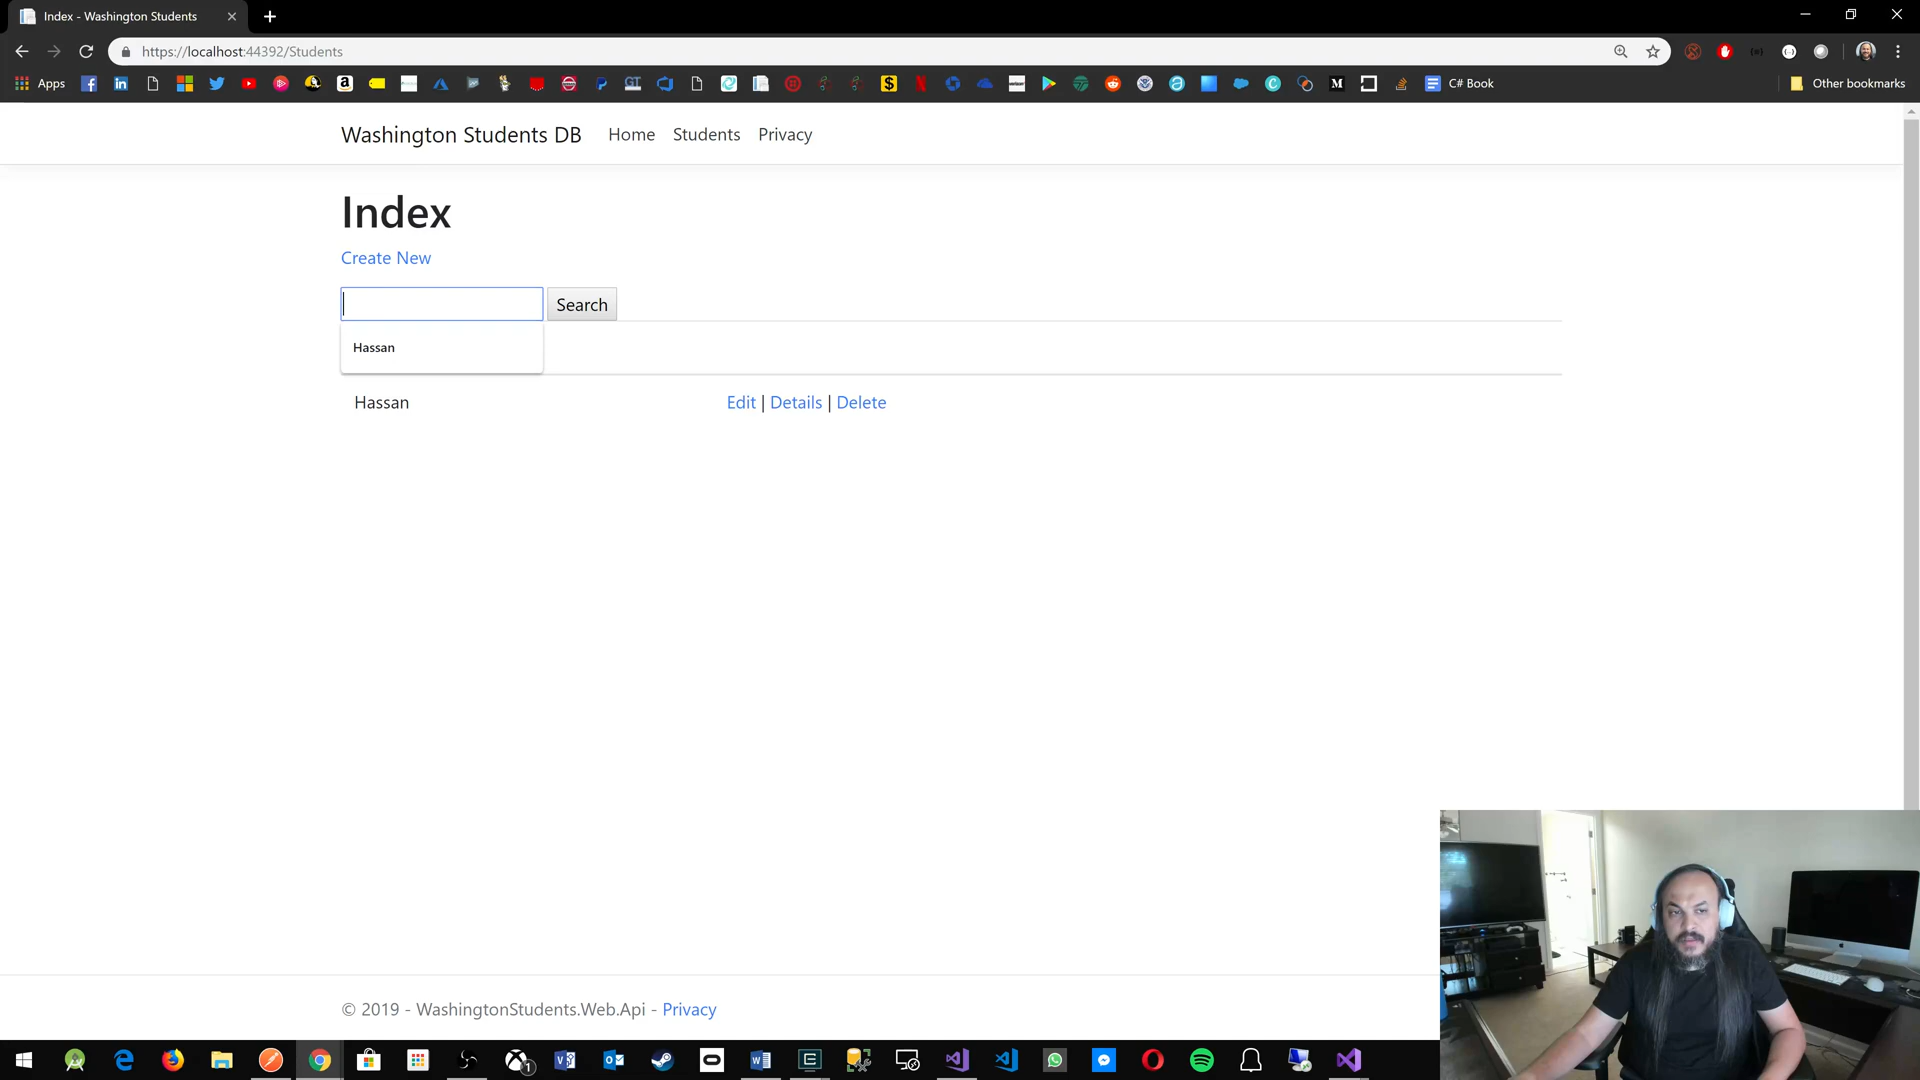 Index - Washington Students
https://localhost:44392/Students
Apps
C# Book
Other bookmarks
Washington Students DB Home Students Privacy
Index
Create New
Search
Hassan
Hassan Edit | Details | Delete
© 2019 - WashingtonStudents.Web.Api - Privacy